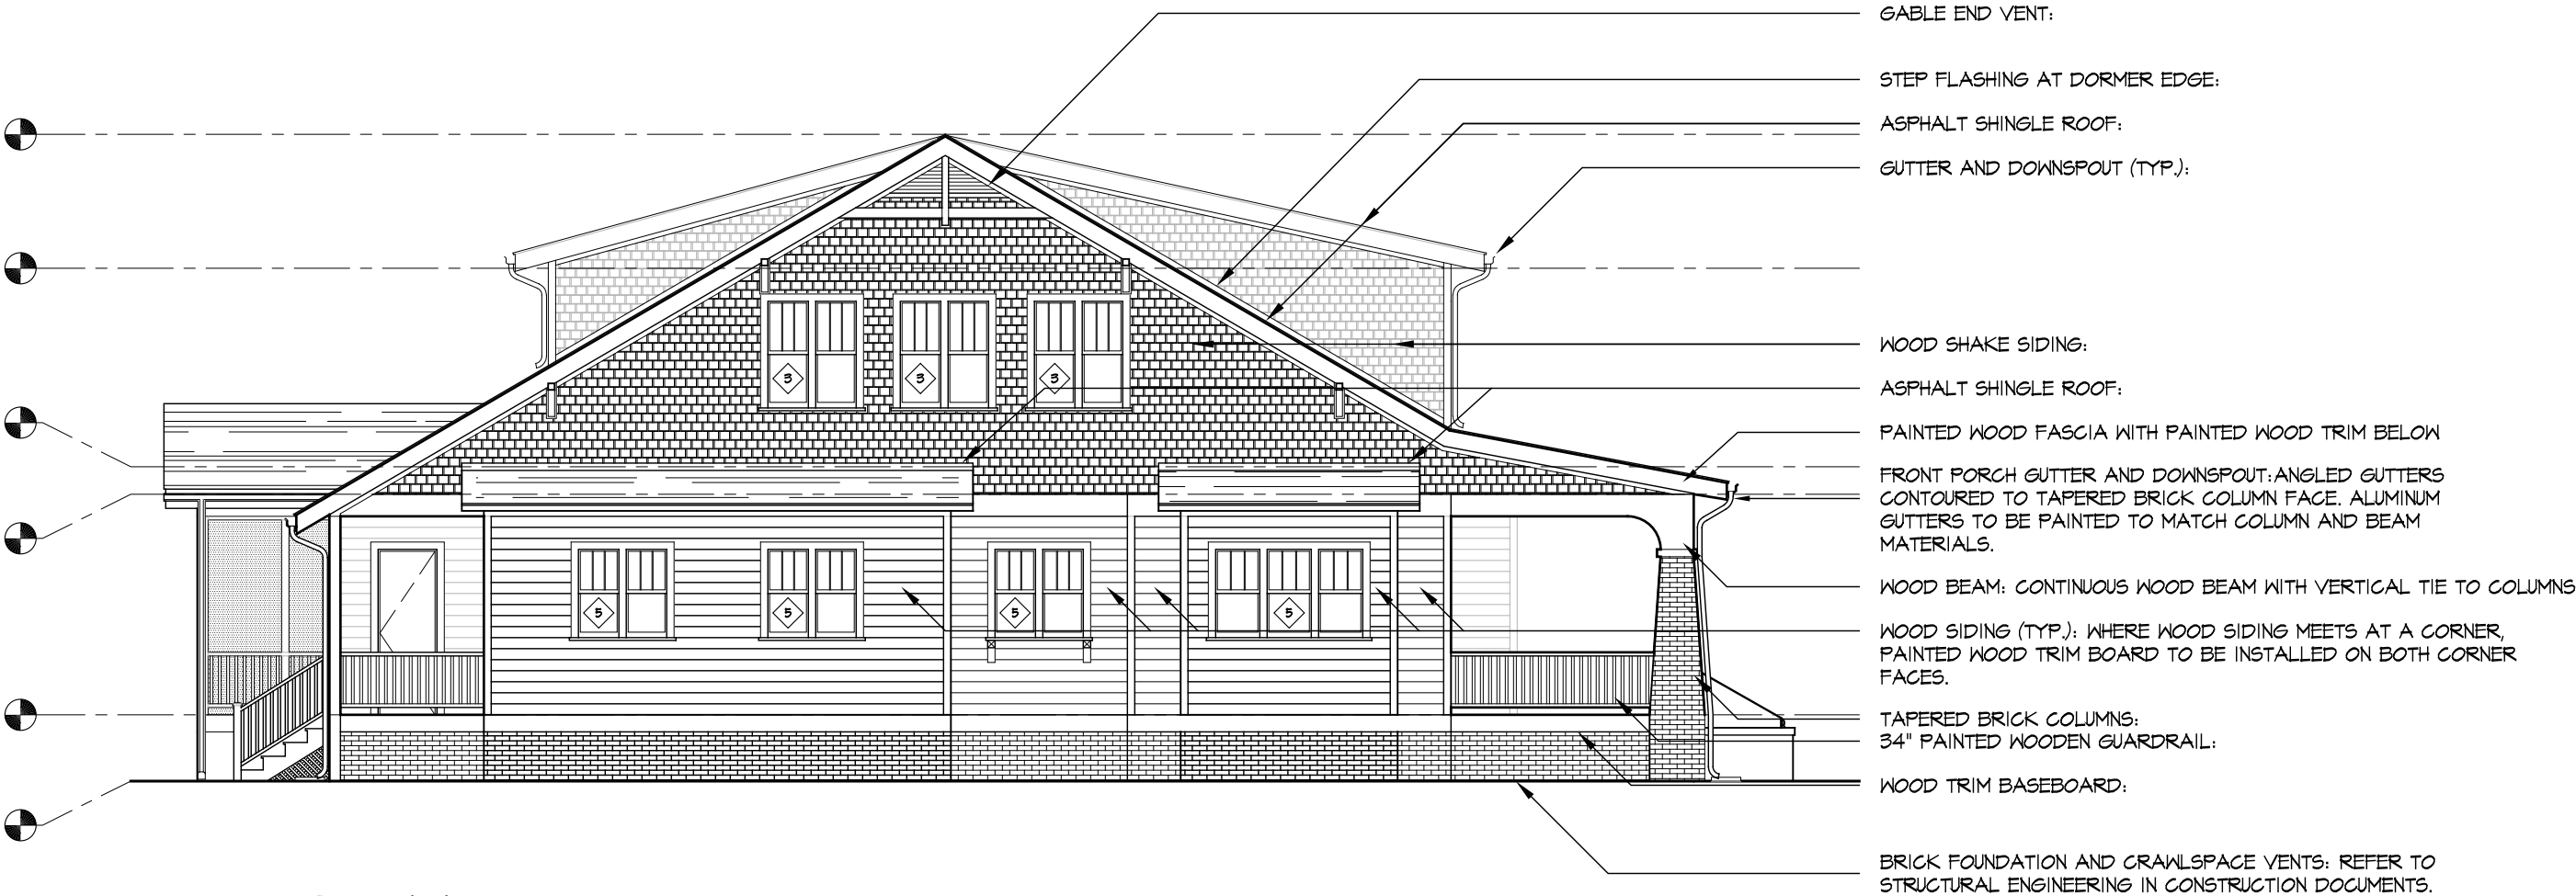 GABLE END VENT:
STEP FLASHING AT DORMER EDGE:
ASPHALT SHINGLE ROOF:
GUTTER AND DOWNSPOUT (TYP.):
WOOD SHAKE SIDING:
3 3 3
ASPHALT SHINGLE ROOF:
PAINTED WOOD FASCIA WITH PAINTED WOOD TRIM BELOW
FRONT PORCH GUTTER AND DOWNSPOUT:ANGLED GUTTERS
CONTOURED TO TAPERED BRICK COLUMN FACE. ALUMINUM
GUTTERS TO BE PAINTED TO MATCH COLUMN AND BEAM
MATERIALS.
WOOD BEAM: CONTINUOUS WOOD BEAM WITH VERTICAL TIE TO COLUMNS
5 5 5 5
WOOD SIDING (TYP.): WHERE WOOD SIDING MEETS AT A CORNER,
PAINTED WOOD TRIM BOARD TO BE INSTALLED ON BOTH CORNER
FACES.
TAPERED BRICK COLUMNS:
34" PAINTED WOODEN GUARDRAIL:
WOOD TRIM BASEBOARD:
BRICK FOUNDATION AND CRAWLSPACE VENTS: REFER TO
STRUCTURAL ENGINEERING IN CONSTRUCTION DOCUMENTS.